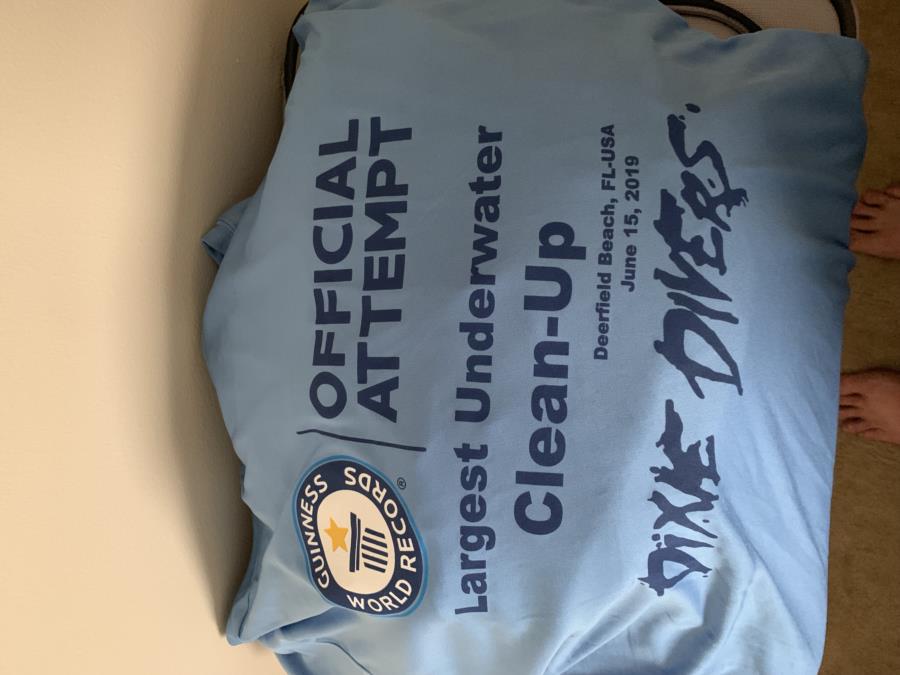 GUINNESS
WORLD RECORDS
®
OFFICIAL
ATTEMPT
Largest Underwater
Clean-Up
Deerfield Beach, FL-USA
June 15, 2019
DIXIE DIVERS.